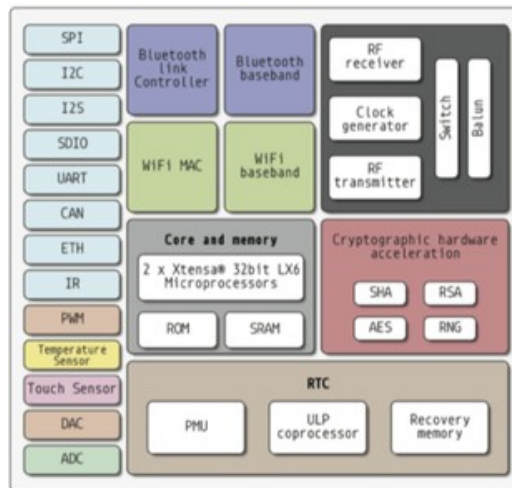 SPI
I2C
I2S
SDIO
UART
CAN
ETH
IR
PWM
Temperature
Sensor
Touch Sensor
DAC
ADC
Bluetooth
link
Controller
Bluetooth
baseband
WiFi MAC
WiFi
baseband
RF
receiver
Clock
generator
RF
transmitter
Switch
Balun
Core and memory
2 x Xtensa® 32bit LX6
Microprocessors
ROM
SRAM
Cryptographic hardware
acceleration
SHA
RSA
AES
RNG
RTC
PMU
ULP
coprocessor
Recovery
memory